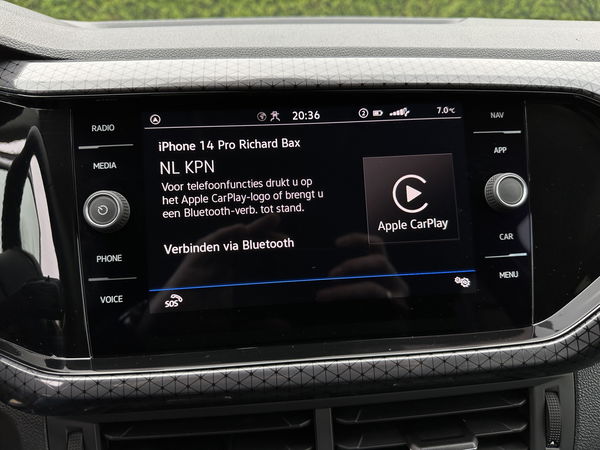 RADIO
MEDIA
PHONE
VOICE
20:36
2
7.0°C
iPhone 14 Pro Richard Bax
NL KPN
Voor telefoonfuncties drukt u op
het Apple CarPlay-logo of brengt u
een Bluetooth-verb. tot stand.
Verbinden via Bluetooth
Apple CarPlay
SOS
NAV
APP
CAR
MENU